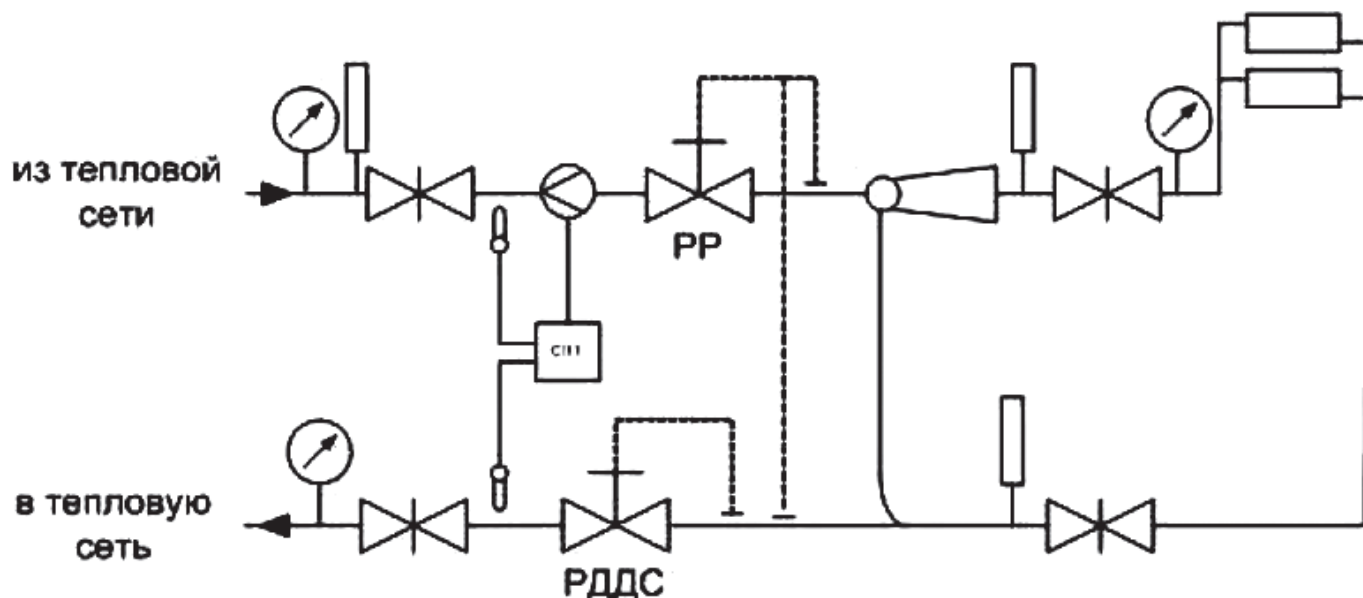 из тепловой
сети
РР
в тепловую
сеть
РДДС